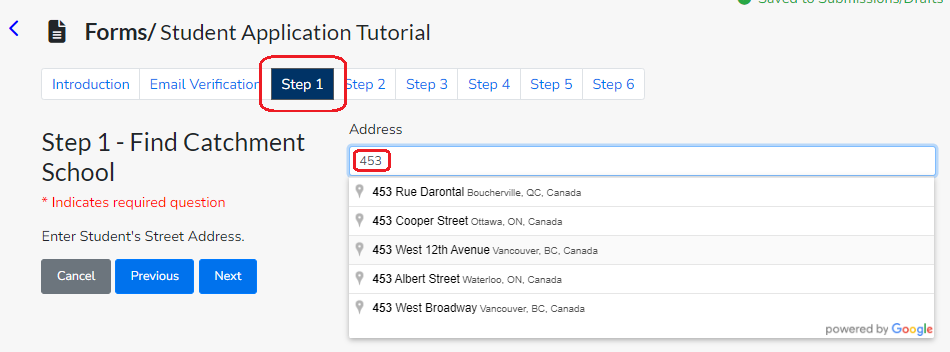 Saved to Submissions/Drafts
Forms/ Student Application Tutorial
Introduction Email Verification Step 1 Step 2 Step 3 Step 4 Step 5 Step 6
Step 1 - Find Catchment
School
* Indicates required question
Enter Student's Street Address.
Cancel Previous Next
Address
453
453 Rue Darontal Boucherville, QC, Canada
453 Cooper Street Ottawa, ON, Canada
453 West 12th Avenue Vancouver, BC, Canada
453 Albert Street Waterloo, ON, Canada
453 West Broadway Vancouver, BC, Canada
powered by Google